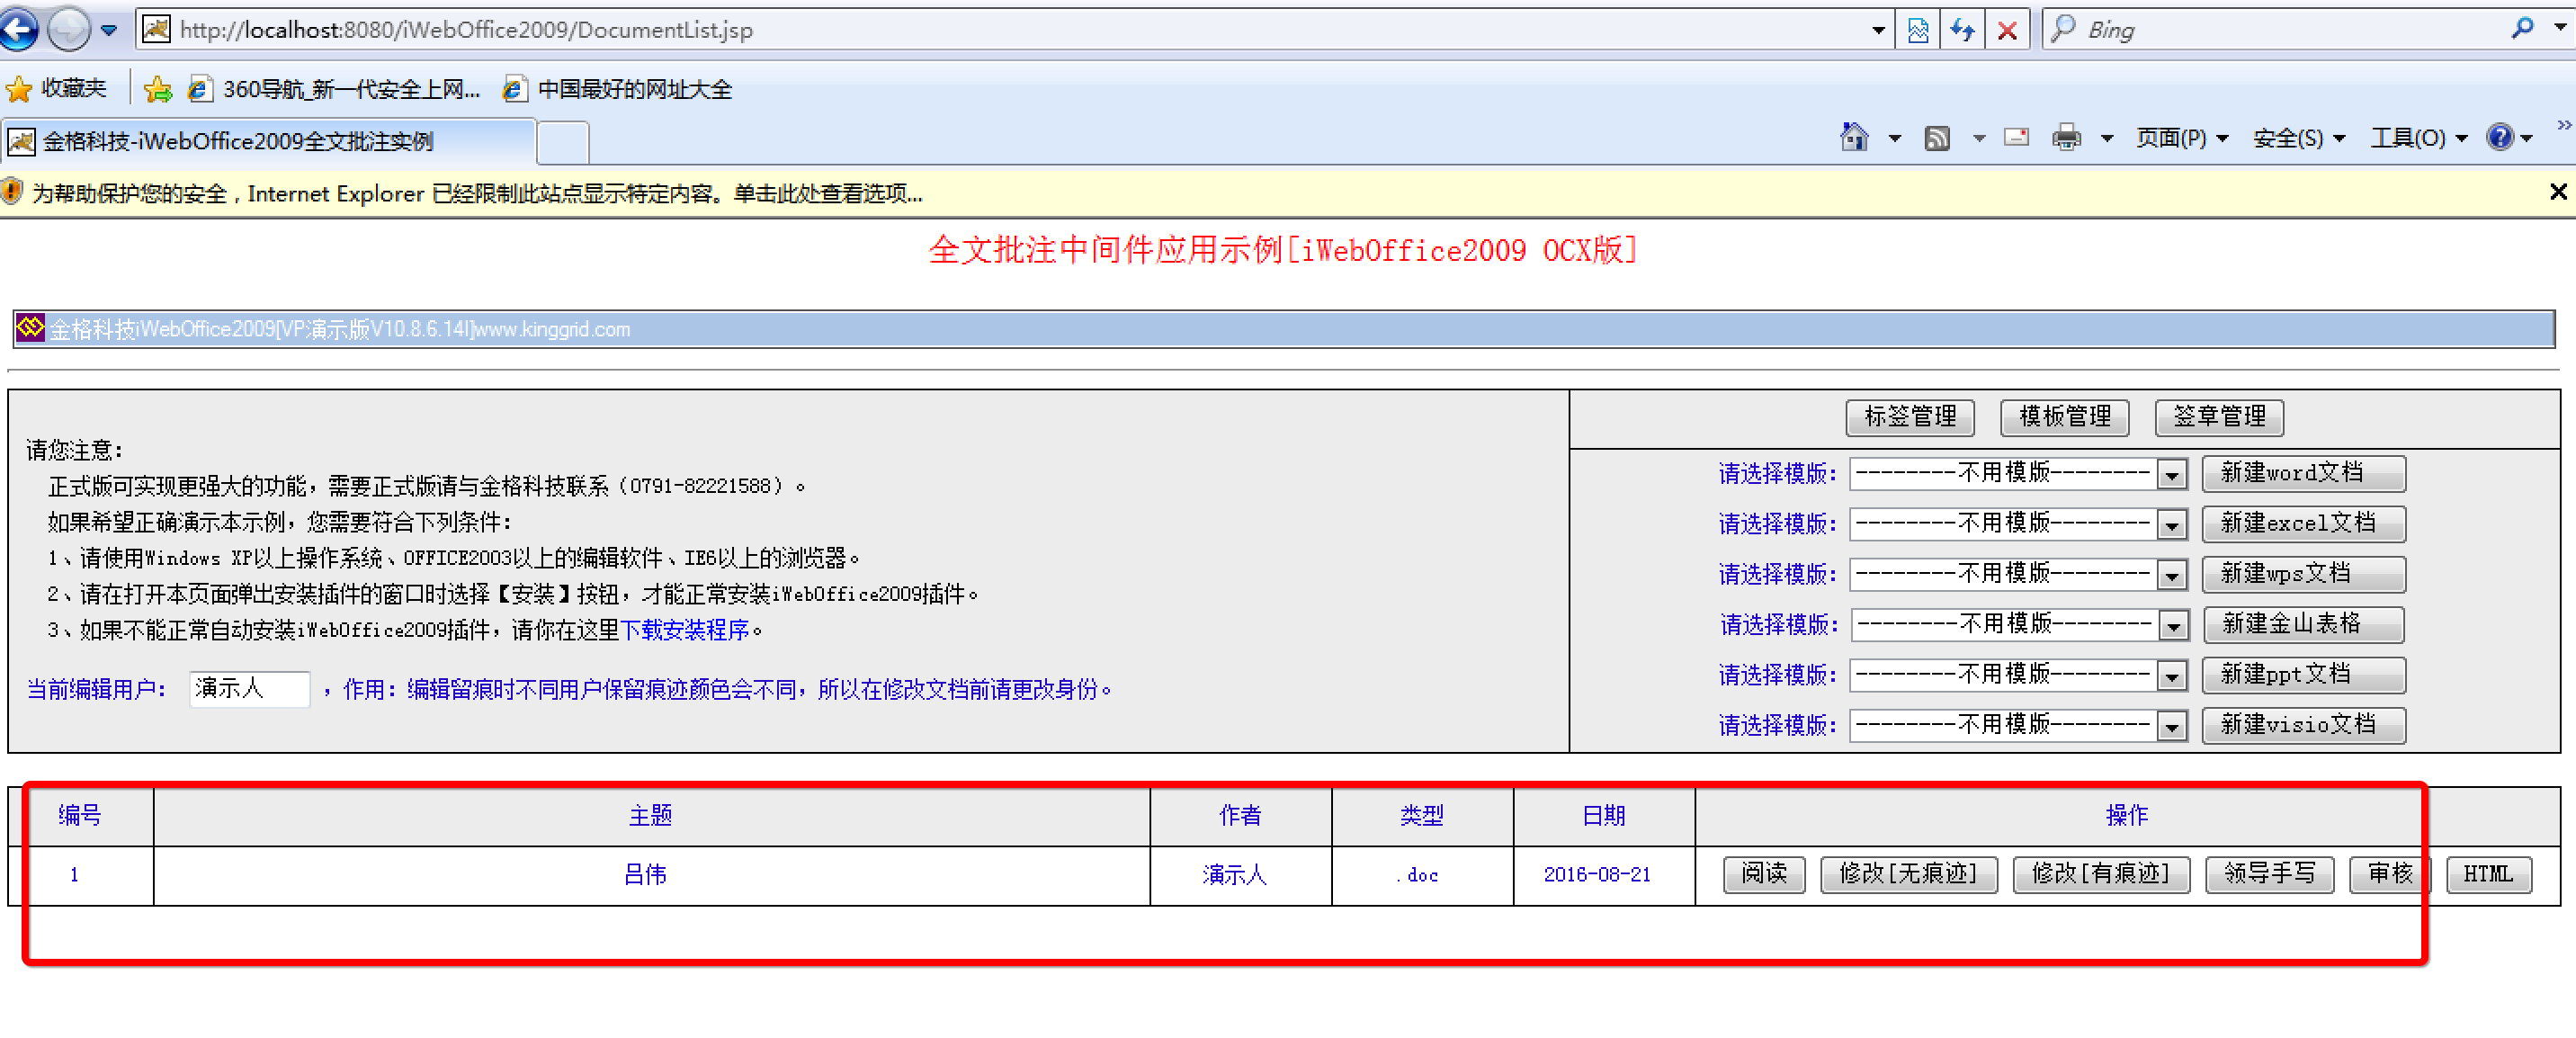 http://localhost:8080/iWebOffice2009/DocumentList.jsp
Bing
收藏夹
360导航_新一代安全上网...
中国最好的网址大全
金格科技-iWebOffice2009全文批注实例
页面(P)
安全(S)
工具(O)
»
为帮助保护您的安全，Internet Explorer 已经限制此站点显示特定内容。单击此处查看选项...
全文批注中间件应用示例[iWebOffice2009 OCX版]
金格科技iWebOffice2009[VP演示版V10.8.6.14I]www.kinggrid.com
标签管理 模板管理 签章管理
请您注意：
正式版可实现更强大的功能，需要正式版请与金格科技联系（0791-82221588）。
如果希望正确演示本示例，您需要符合下列条件：
1、请使用Windows XP以上操作系统、OFFICE2003以上的编辑软件、IE6以上的浏览器。
2、请在打开本页面弹出安装插件的窗口时选择【安装】按钮，才能正常安装iWebOffice2009插件。
3、如果不能正常自动安装iWebOffice2009插件，请你在这里下载安装程序。
当前编辑用户： 演示人 ，作用：编辑留痕时不同用户保留痕迹颜色会不同，所以在修改文档前请更改身份。
请选择模版： --------不用模版-------- 新建word文档
请选择模版： --------不用模版-------- 新建excel文档
请选择模版： --------不用模版-------- 新建wps文档
请选择模版： --------不用模版-------- 新建金山表格
请选择模版： --------不用模版-------- 新建ppt文档
请选择模版： --------不用模版-------- 新建visio文档
编号 主题 作者 类型 日期 操作
1 吕伟 演示人 .doc 2016-08-21 阅读 修改[无痕迹] 修改[有痕迹] 领导手写 审核 HTML